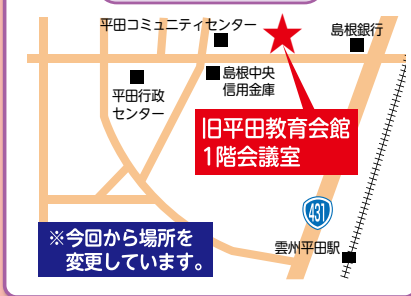 平田コミュニティセンター
島根銀行
島根中央
信用金庫
平田行政
センター
旧平田教育会館
1階会議室
431
※今回から場所を
変更しています。
雲州平田駅